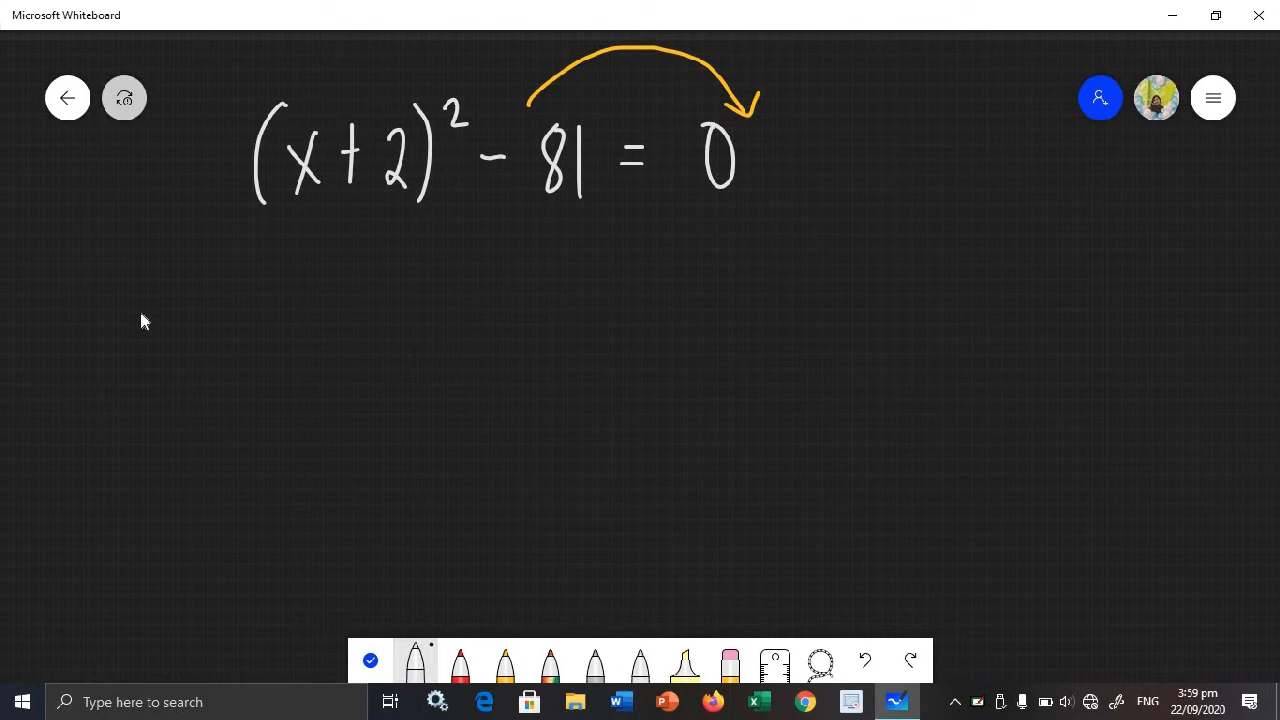 Microsoft Whiteboard
(x+2)² - 81 = 0
Type here to search
ENG
3:59 pm
22/09/2020